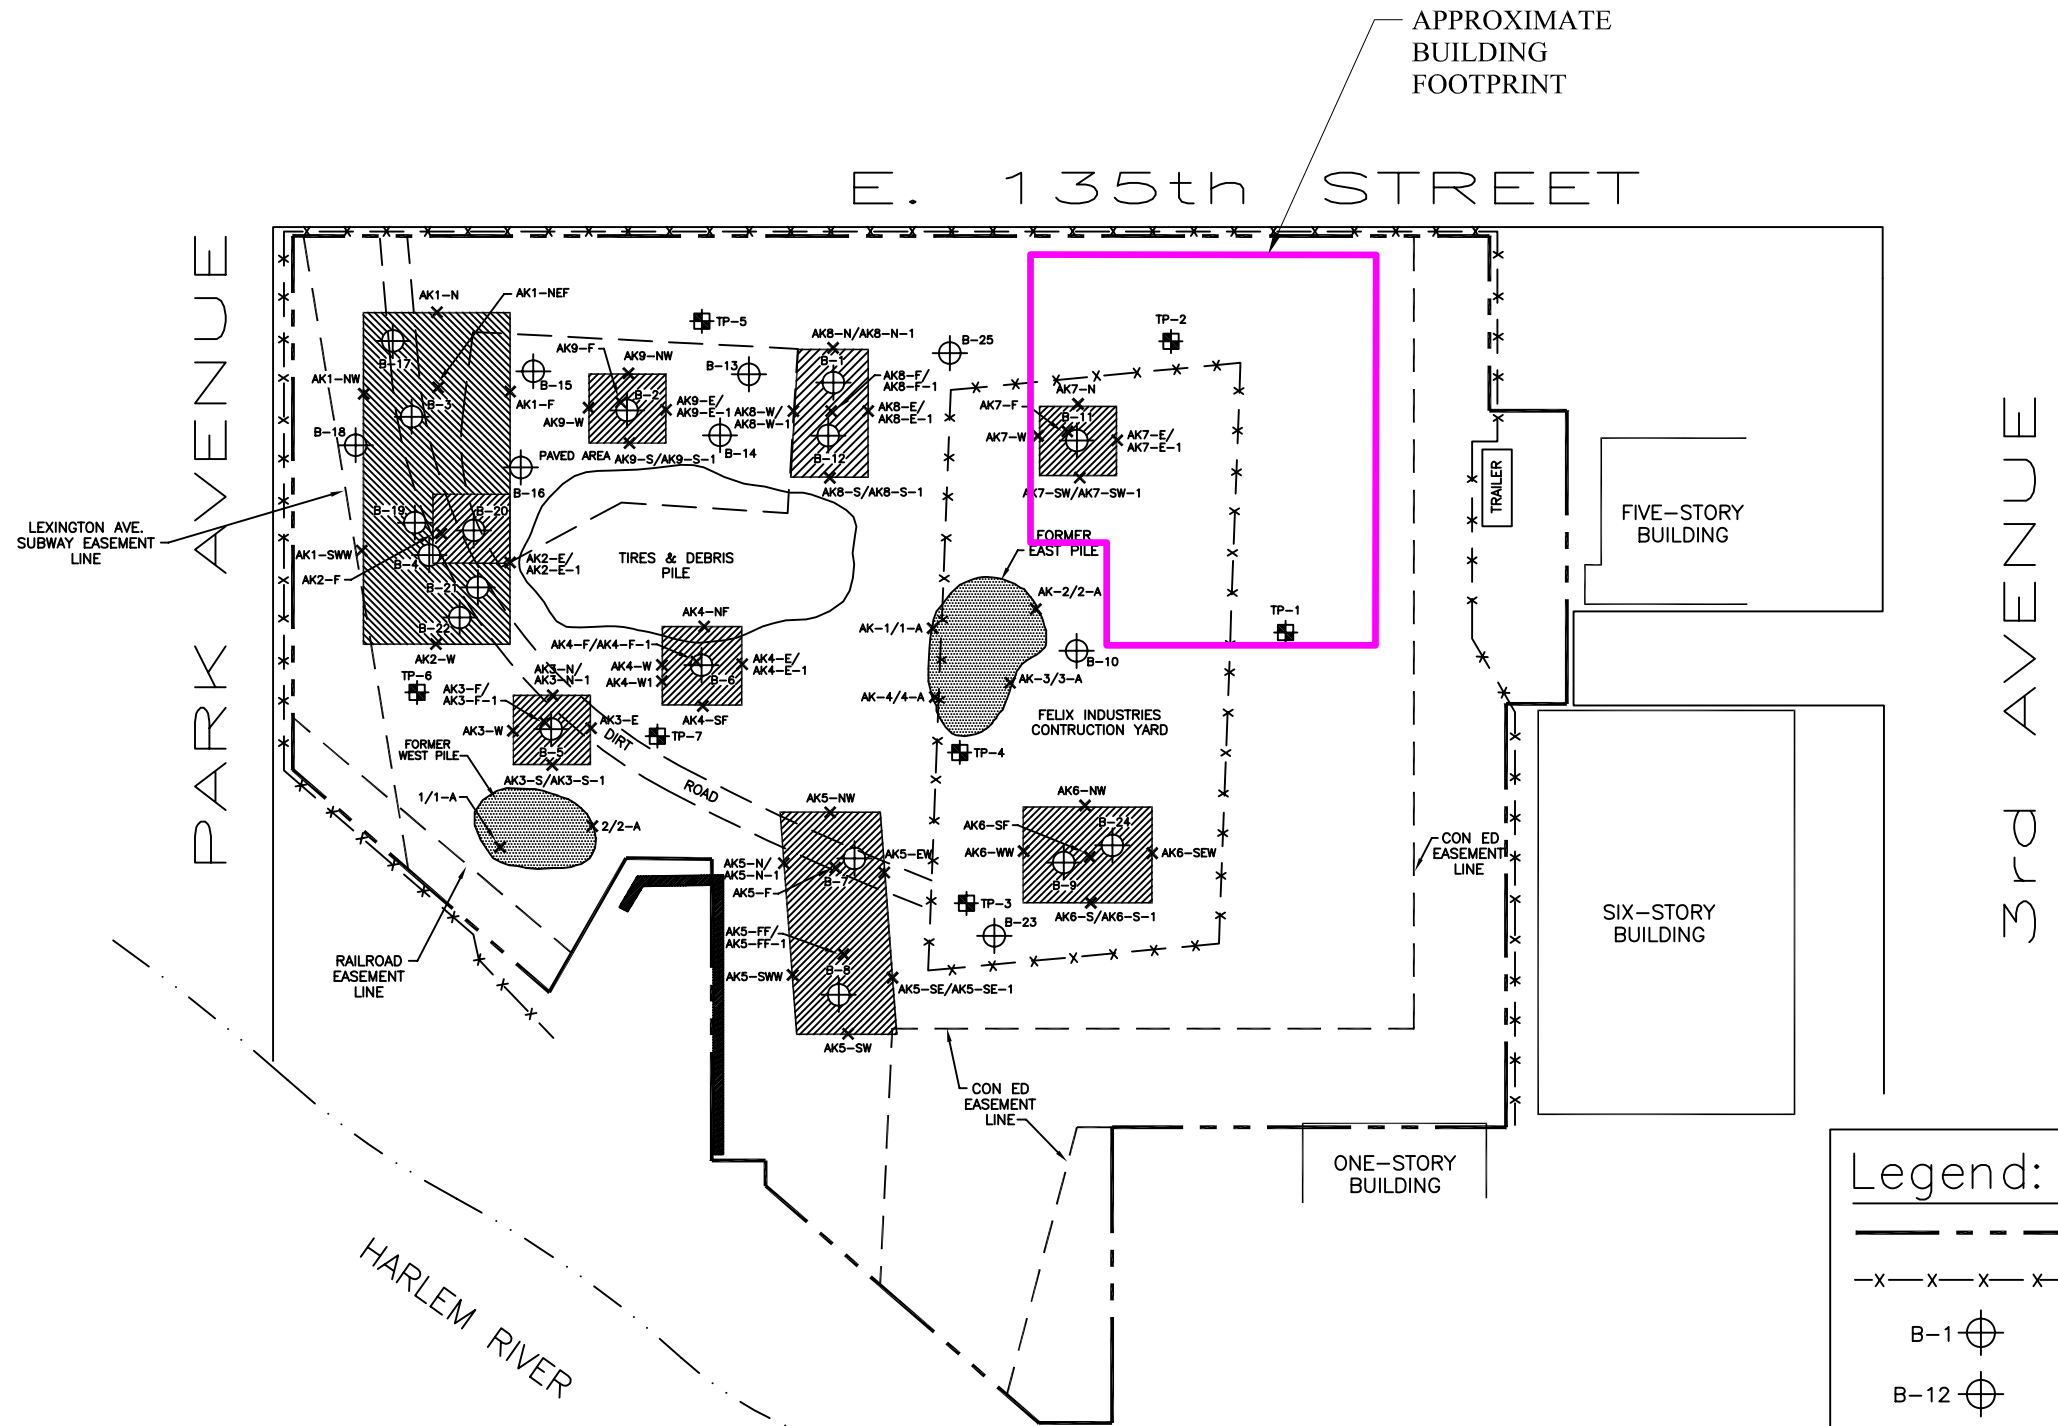 APPROXIMATE
BUILDING
FOOTPRINT
E. 135th STREET
PARK AVENUE
3rd AVENUE
AK1-N
AK1-NEF
TP-5
AK8-N/AK8-N-1
B-25
TP-2
B-17
AK9-F
AK9-NW
B-13
B-1
AK1-NW
B-15
B-3
AK1-F
B-2
AK9-W
AK9-E/
AK9-E-1
AK8-W/
AK8-W-1
AK8-F/
AK8-F-1
AK8-E/
AK8-E-1
AK7-N
AK7-F
B-11
AK7-W
AK7-E/
AK7-E-1
B-18
PAVED AREA
AK9-S/AK9-S-1
B-14
B-12
AK8-S/AK8-S-1
AK7-SW/AK7-SW-1
B-16
TRAILER
FIVE-STORY
BUILDING
LEXINGTON AVE.
SUBWAY EASEMENT
LINE
B-19
B-20
AK1-SWW
B-4
AK2-F
AK2-E/
AK2-E-1
B-21
B-22
AK2-W
TIRES & DEBRIS
PILE
FORMER
EAST PILE
AK-2/2-A
AK-1/1-A
TP-1
AK4-NF
AK4-F/AK4-F-1
AK4-W
AK4-W1
AK4-E/
AK4-E-1
B-6
AK4-SF
B-10
AK-3/3-A
AK-4/4-A
TP-6
AK3-N/
AK3-N-1
AK3-F/
AK3-F-1
AK3-W
AK3-E
B-5
AK3-S/AK3-S-1
TP-7
DIRT
ROAD
FELIX INDUSTRIES
CONTRUCTION YARD
TP-4
FORMER
WEST PILE
1/1-A
2/2-A
AK5-NW
AK5-N/
AK5-N-1
AK5-F
AK5-EW
B-7
AK6-NW
AK6-SF
B-24
AK6-WW
AK6-SEW
B-9
AK6-S/AK6-S-1
CON ED
EASEMENT
LINE
TP-3
B-23
AK5-FF/
AK5-FF-1
B-8
AK5-SWW
AK5-SE/AK5-SE-1
AK5-SW
SIX-STORY
BUILDING
RAILROAD
EASEMENT
LINE
CON ED
EASEMENT
LINE
ONE-STORY
BUILDING
HARLEM RIVER
Legend:
B-1
B-12